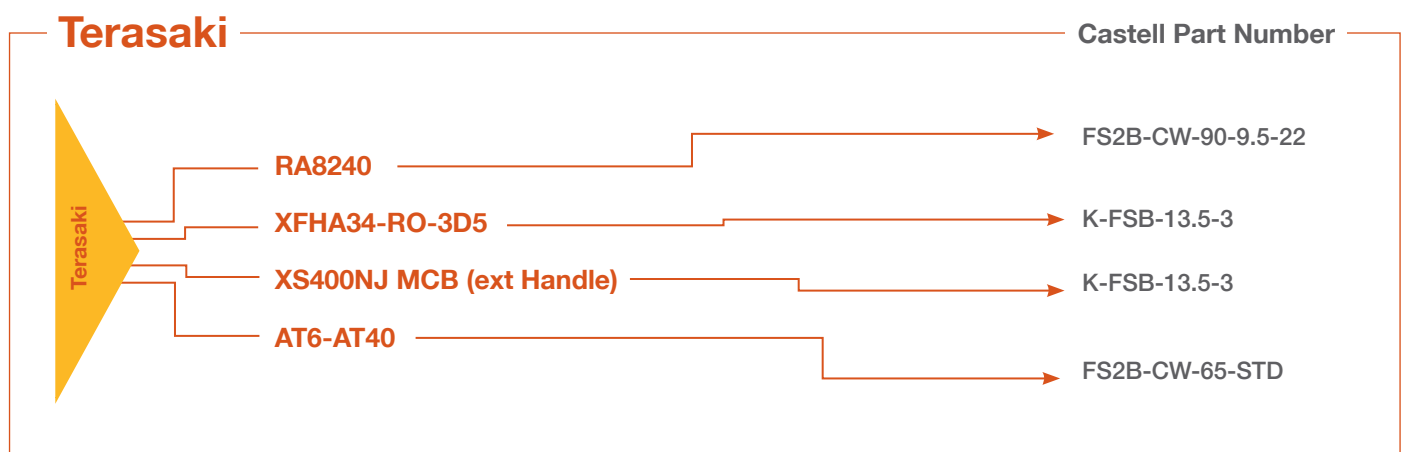 Terasaki
Castell Part Number
Terasaki
RA8240
FS2B-CW-90-9.5-22
XFHA34-RO-3D5
K-FSB-13.5-3
XS400NJ MCB (ext Handle)
K-FSB-13.5-3
AT6-AT40
FS2B-CW-65-STD